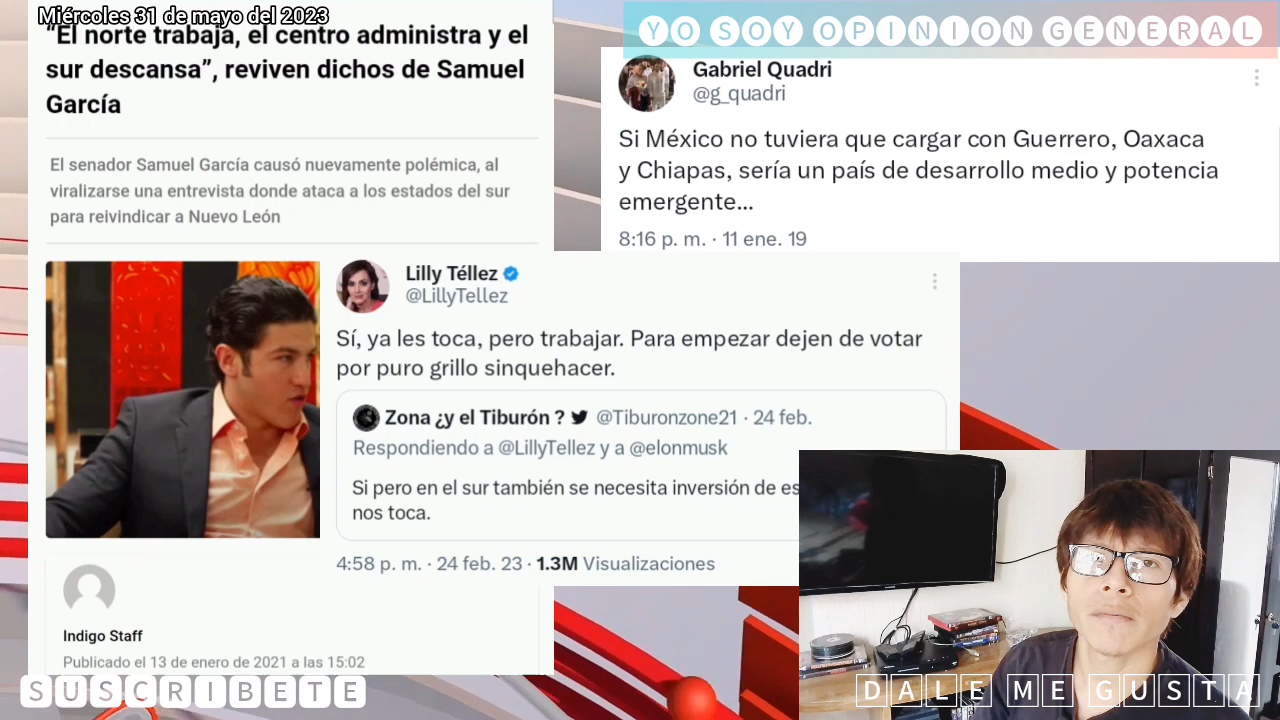 Miércoles 31 de mayo del 2023
“El norte trabaja, el centro administra y el
sur descansa”, reviven dichos de Samuel
García
El senador Samuel García causó nuevamente polémica, al
viralizarse una entrevista donde ataca a los estados del sur
para reivindicar a Nuevo León
YO SOY OPINION GENERAL
Gabriel Quadri
@g_quadri
Si México no tuviera que cargar con Guerrero, Oaxaca
y Chiapas, sería un país de desarrollo medio y potencia
emergente...
8:16 p. m. · 11 ene. 19
Lilly Téllez
@LillyTellez
Sí, ya les toca, pero trabajar. Para empezar dejen de votar
por puro grillo sinquehacer.
Zona ¿y el Tiburón ? @Tiburonzone21 · 24 feb.
Respondiendo a @LillyTellez y a @elonmusk
Si pero en el sur también se necesita inversión de es
nos toca.
4:58 p. m. · 24 feb. 23 · 1.3M Visualizaciones
Indigo Staff
Publicado el 13 de enero de 2021 a las 15:02
SUSCRIBETE
DALE ME GUSTA